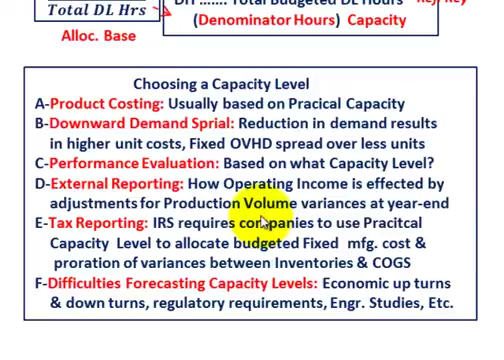 Total DL Hrs
Total Budgeted DL Hours
(Denominator Hours) Capacity
Alloc. Base
Choosing a Capacity Level
A-Product Costing: Usually based on Pracical Capacity
B-Downward Demand Sprial: Reduction in demand results
in higher unit costs, Fixed OVHD spread over less units
C-Performance Evaluation: Based on what Capacity Level?
D-External Reporting: How Operating Income is effected by
adjustments for Production Volume variances at year-end
E-Tax Reporting: IRS requires companies to use Pracitcal
Capacity Level to allocate budgeted Fixed mfg. cost &
proration of variances between Inventories & COGS
F-Difficulties Forecasting Capacity Levels: Economic up turns
& down turns, regulatory requirements, Engr. Studies, Etc.